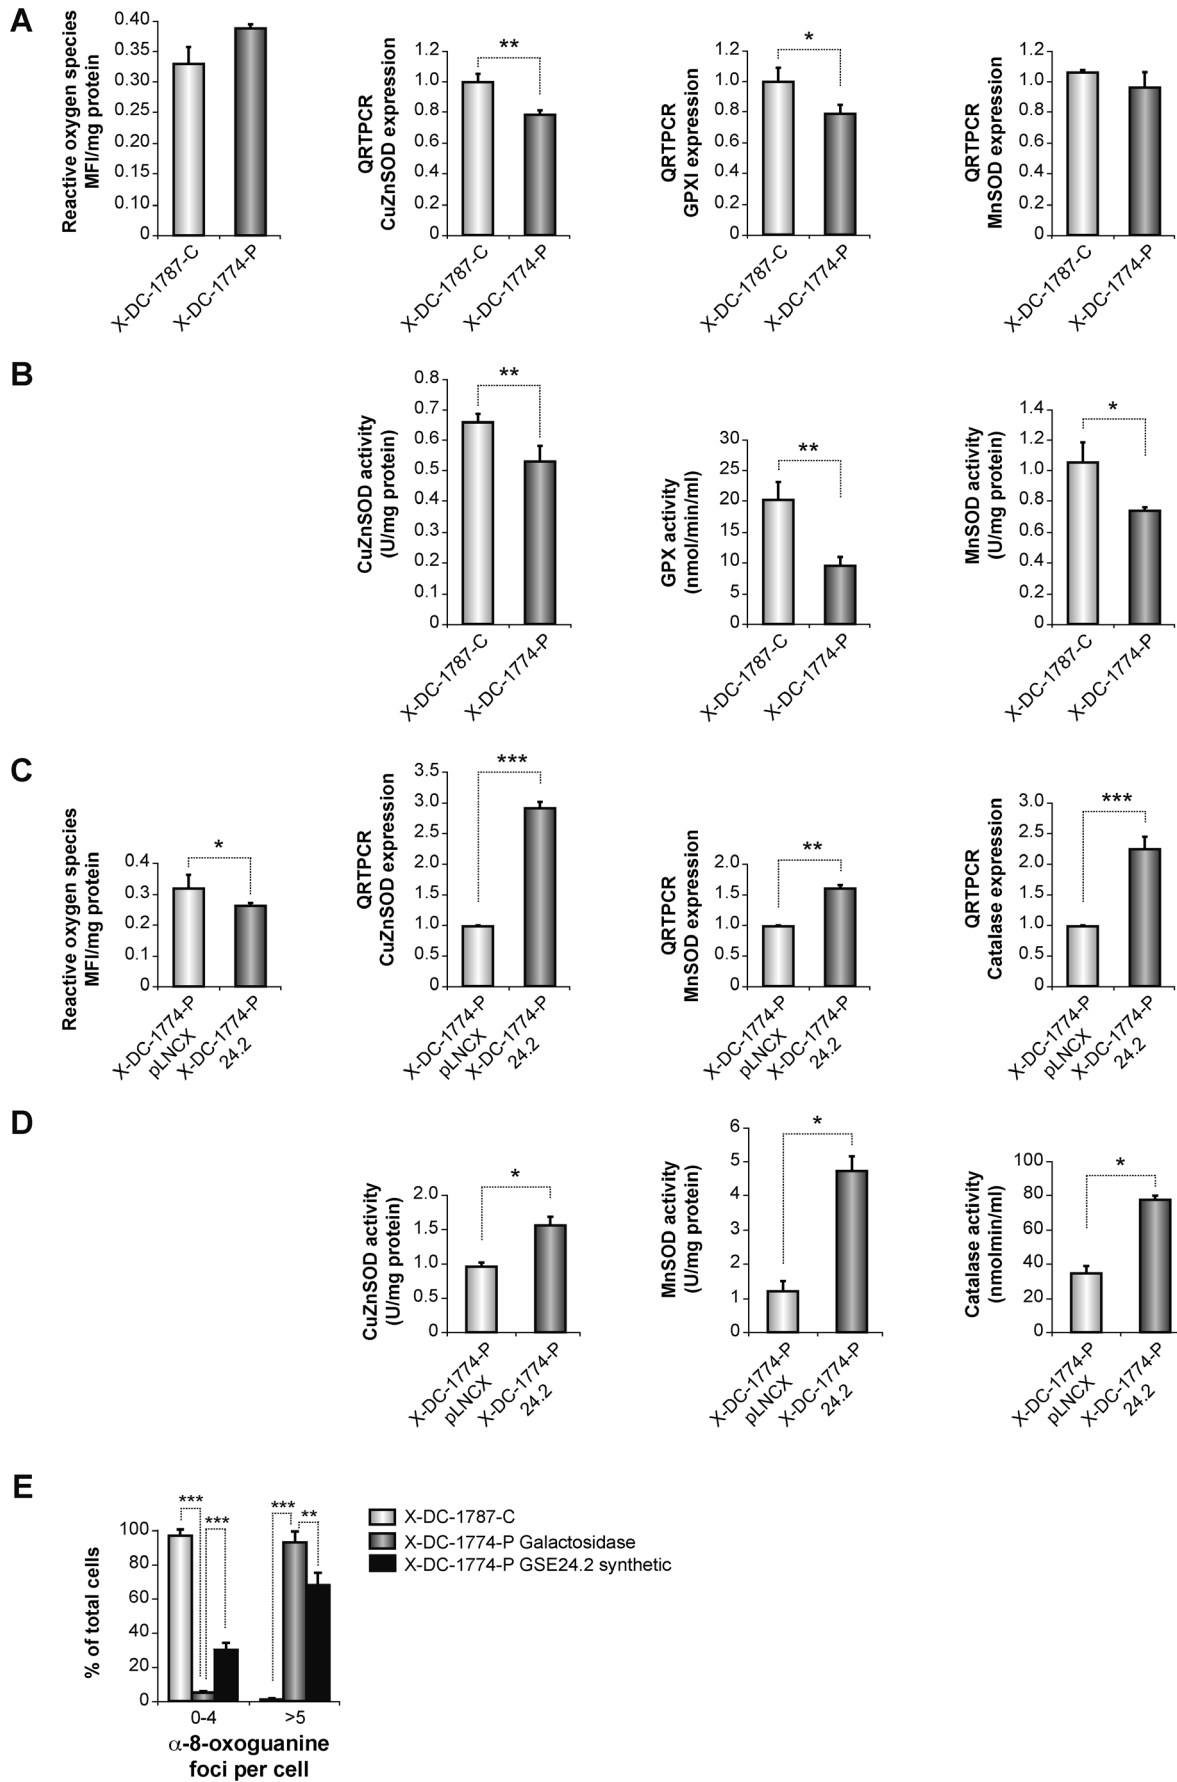 A
Reactive oxygen species
MFI/mg protein
0.40
0.35
0.30
0.25
0.20
0.15
0.10
0
X-DC-1787-C
X-DC-1774-P
QRTPCR
CuZnSOD expression
1.2
1.0
0.8
0.6
0.4
0.2
0
**
X-DC-1787-C
X-DC-1774-P
QRTPCR
GPXI expression
1.2
1.0
0.8
0.6
0.4
0.2
0
*
X-DC-1787-C
X-DC-1774-P
QRTPCR
MnSOD expression
1.2
1.0
0.8
0.6
0.4
0.2
0
X-DC-1787-C
X-DC-1774-P
B
CuZnSOD activity
(U/mg protein)
0.8
0.7
0.6
0.5
0.4
0.3
0.2
0.1
0
**
X-DC-1787-C
X-DC-1774-P
GPX activity
(nmol/min/ml)
30
25
20
15
10
5
0
**
X-DC-1787-C
X-DC-1774-P
MnSOD activity
(U/mg protein)
1.4
1.2
1.0
0.8
0.6
0.4
0.2
0
*
X-DC-1787-C
X-DC-1774-P
C
Reactive oxygen species
MFI/mg protein
0.4
0.3
0.2
0.1
0
*
X-DC-1774-P
pLNCX
X-DC-1774-P
24.2
QRTPCR
CuZnSOD expression
3.5
3.0
2.5
2.0
1.5
1.0
0.5
0
***
X-DC-1774-P
pLNCX
X-DC-1774-P
24.2
QRTPCR
MnSOD expression
2.0
1.5
1.0
0.5
0
**
X-DC-1774-P
pLNCX
X-DC-1774-P
24.2
QRTPCR
Catalase expression
3.0
2.5
2.0
1.5
1.0
0.5
0
***
X-DC-1774-P
pLNCX
X-DC-1774-P
24.2
D
CuZnSOD activity
(U/mg protein)
2.0
1.5
1.0
0.5
0
*
X-DC-1774-P
pLNCX
X-DC-1774-P
24.2
MnSOD activity
(U/mg protein)
6
5
4
3
2
1
0
*
X-DC-1774-P
pLNCX
X-DC-1774-P
24.2
Catalase activity
(nmolmin/ml)
100
80
60
40
20
0
*
X-DC-1774-P
pLNCX
X-DC-1774-P
24.2
E
% of total cells
100
80
60
40
20
0
***
***
***
**
0-4
>5
α-8-oxoguanine
foci per cell
X-DC-1787-C
X-DC-1774-P Galactosidase
X-DC-1774-P GSE24.2 synthetic